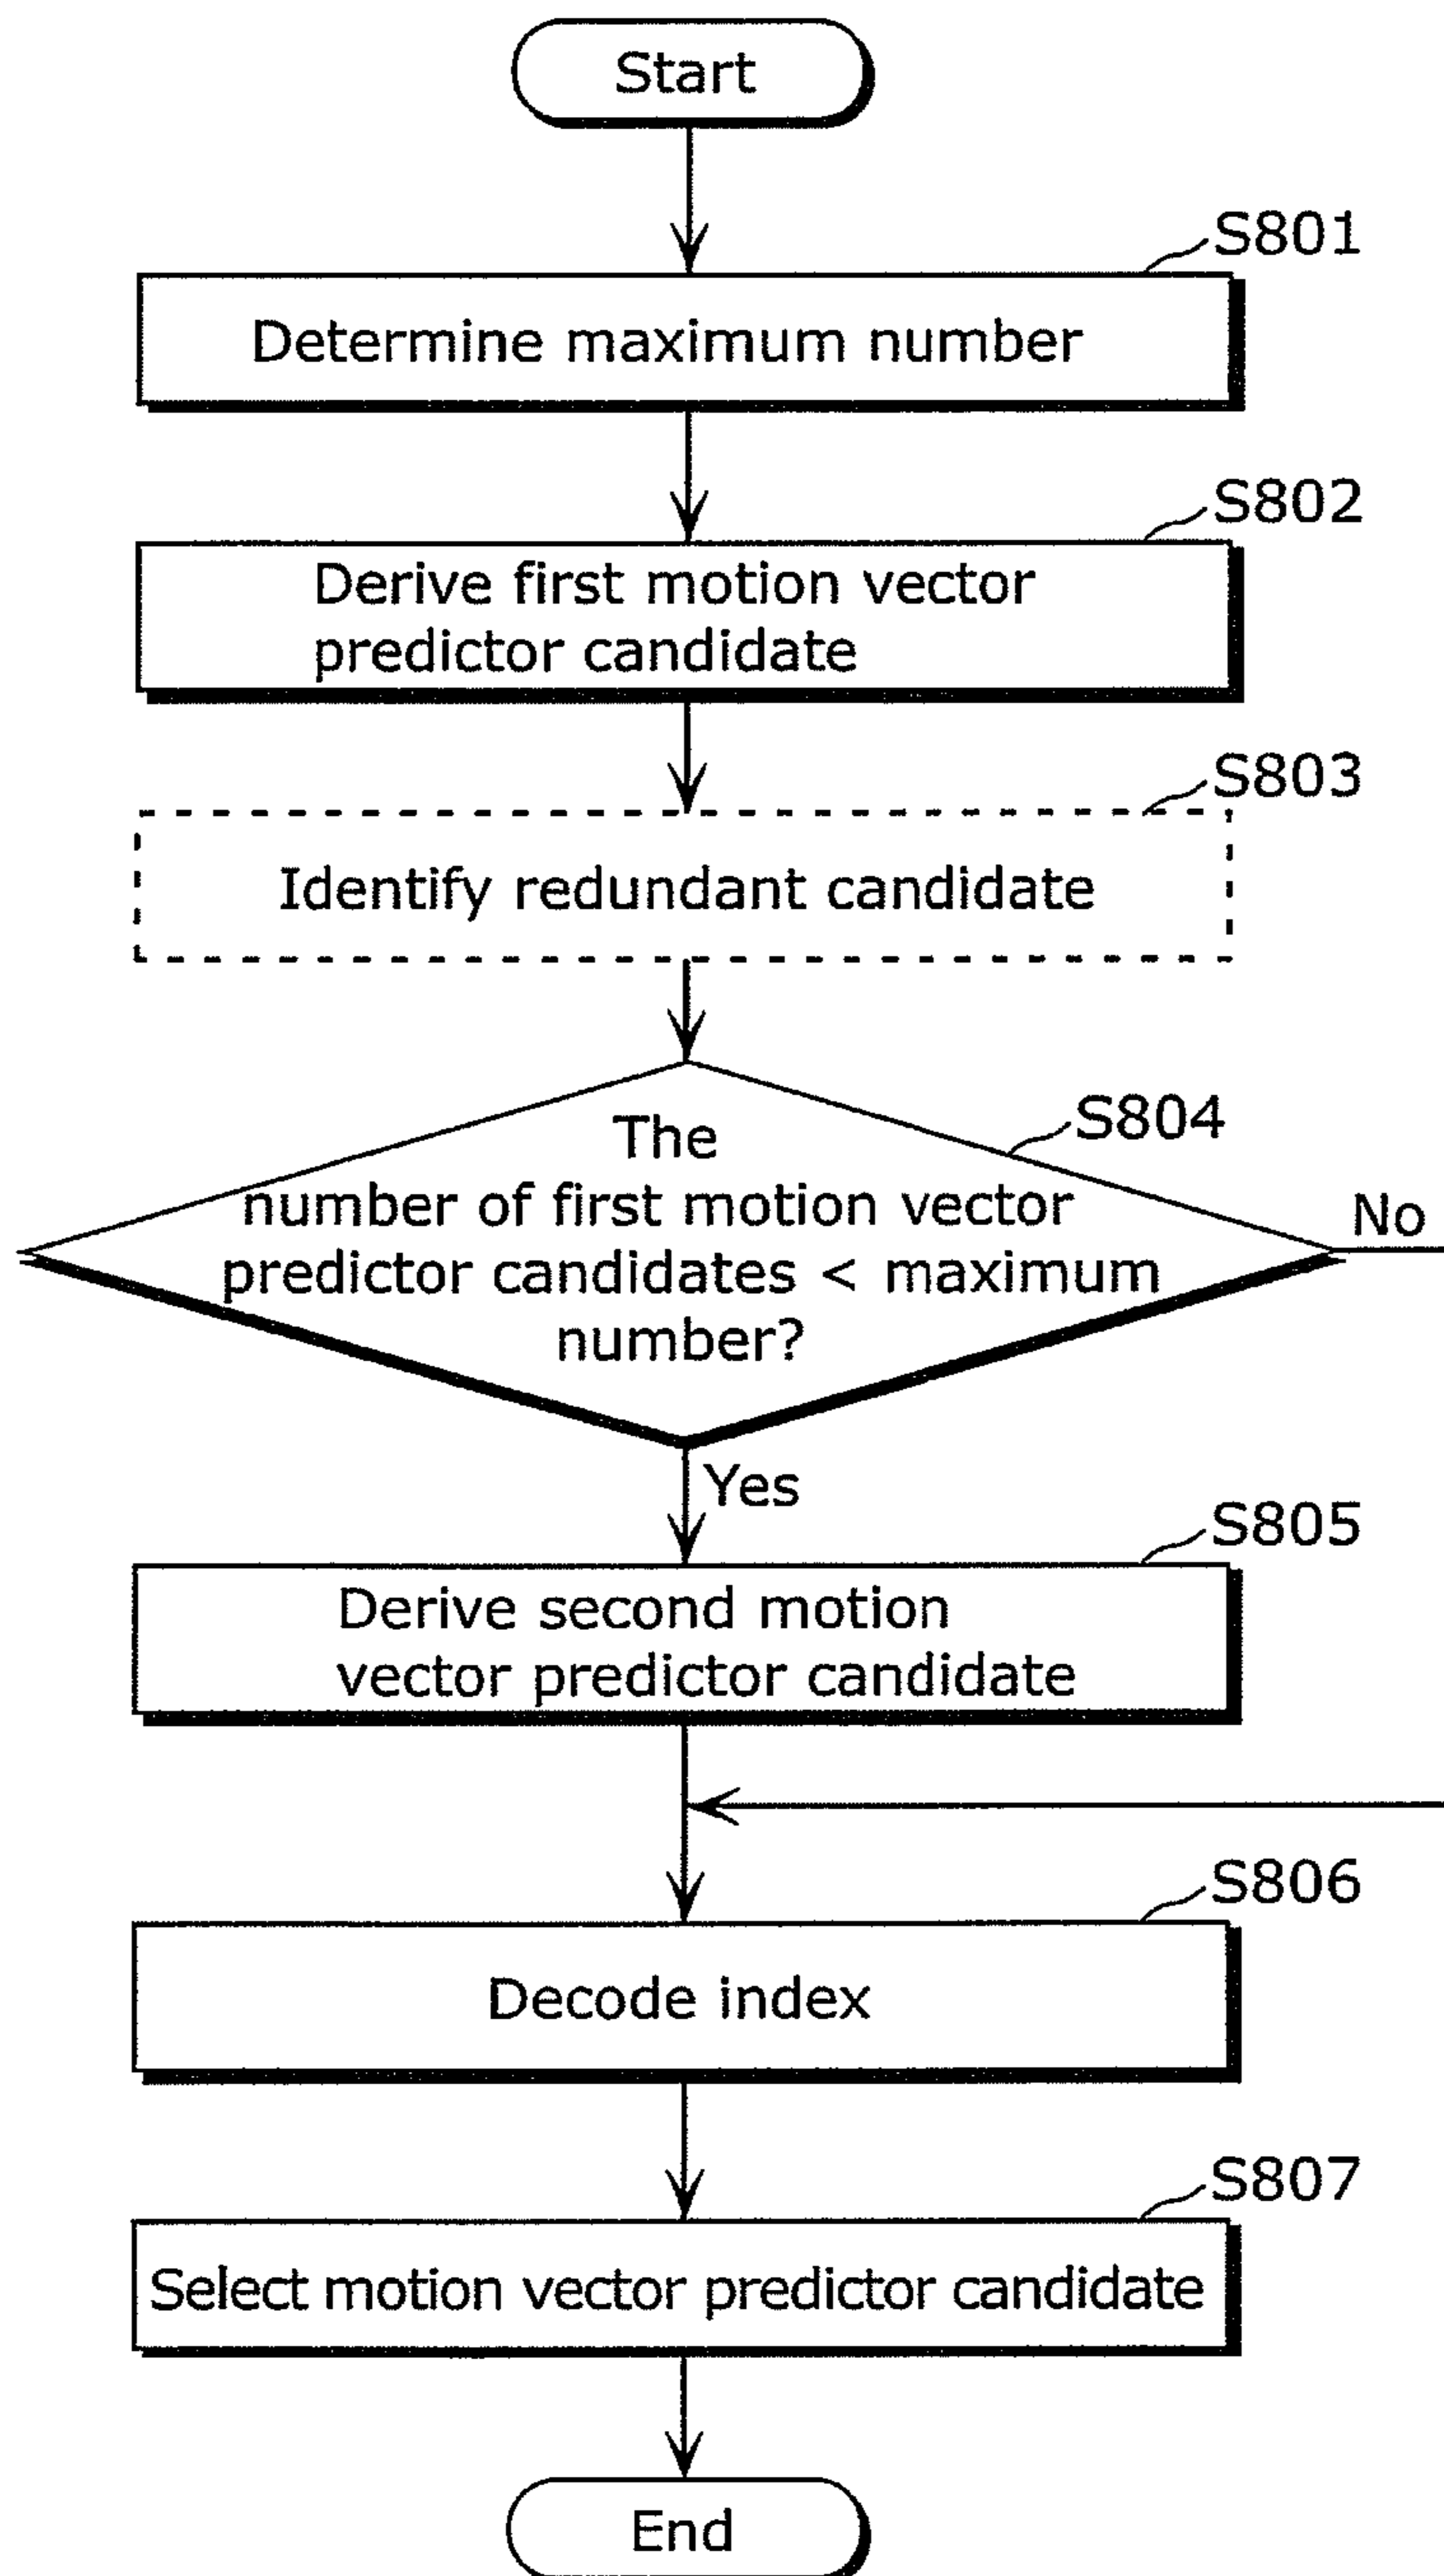 Start
S801
Determine maximum number
S802
Derive first motion vector
predictor candidate
S803
Identify redundant candidate
S804
The
number of first motion vector
predictor candidates < maximum
number?
No
Yes
S805
Derive second motion
vector predictor candidate
S806
Decode index
S807
Select motion vector predictor candidate
End